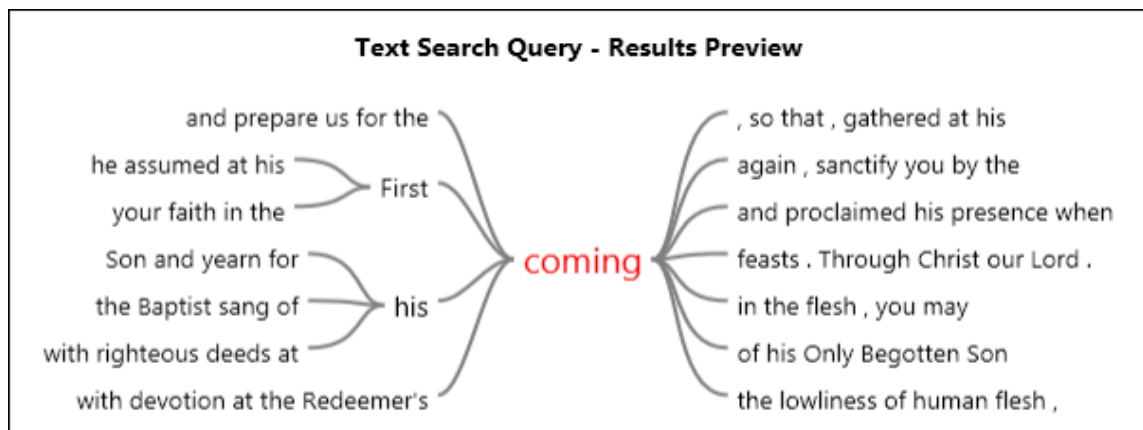 Text Search Query - Results Preview
and prepare us for the
he assumed at his
First
your faith in the
Son and yearn for
the Baptist sang of
his
with righteous deeds at
with devotion at the Redeemer's
coming
, so that , gathered at his
again , sanctify you by the
and proclaimed his presence when
feasts . Through Christ our Lord .
in the flesh , you may
of his Only Begotten Son
the lowliness of human flesh ,